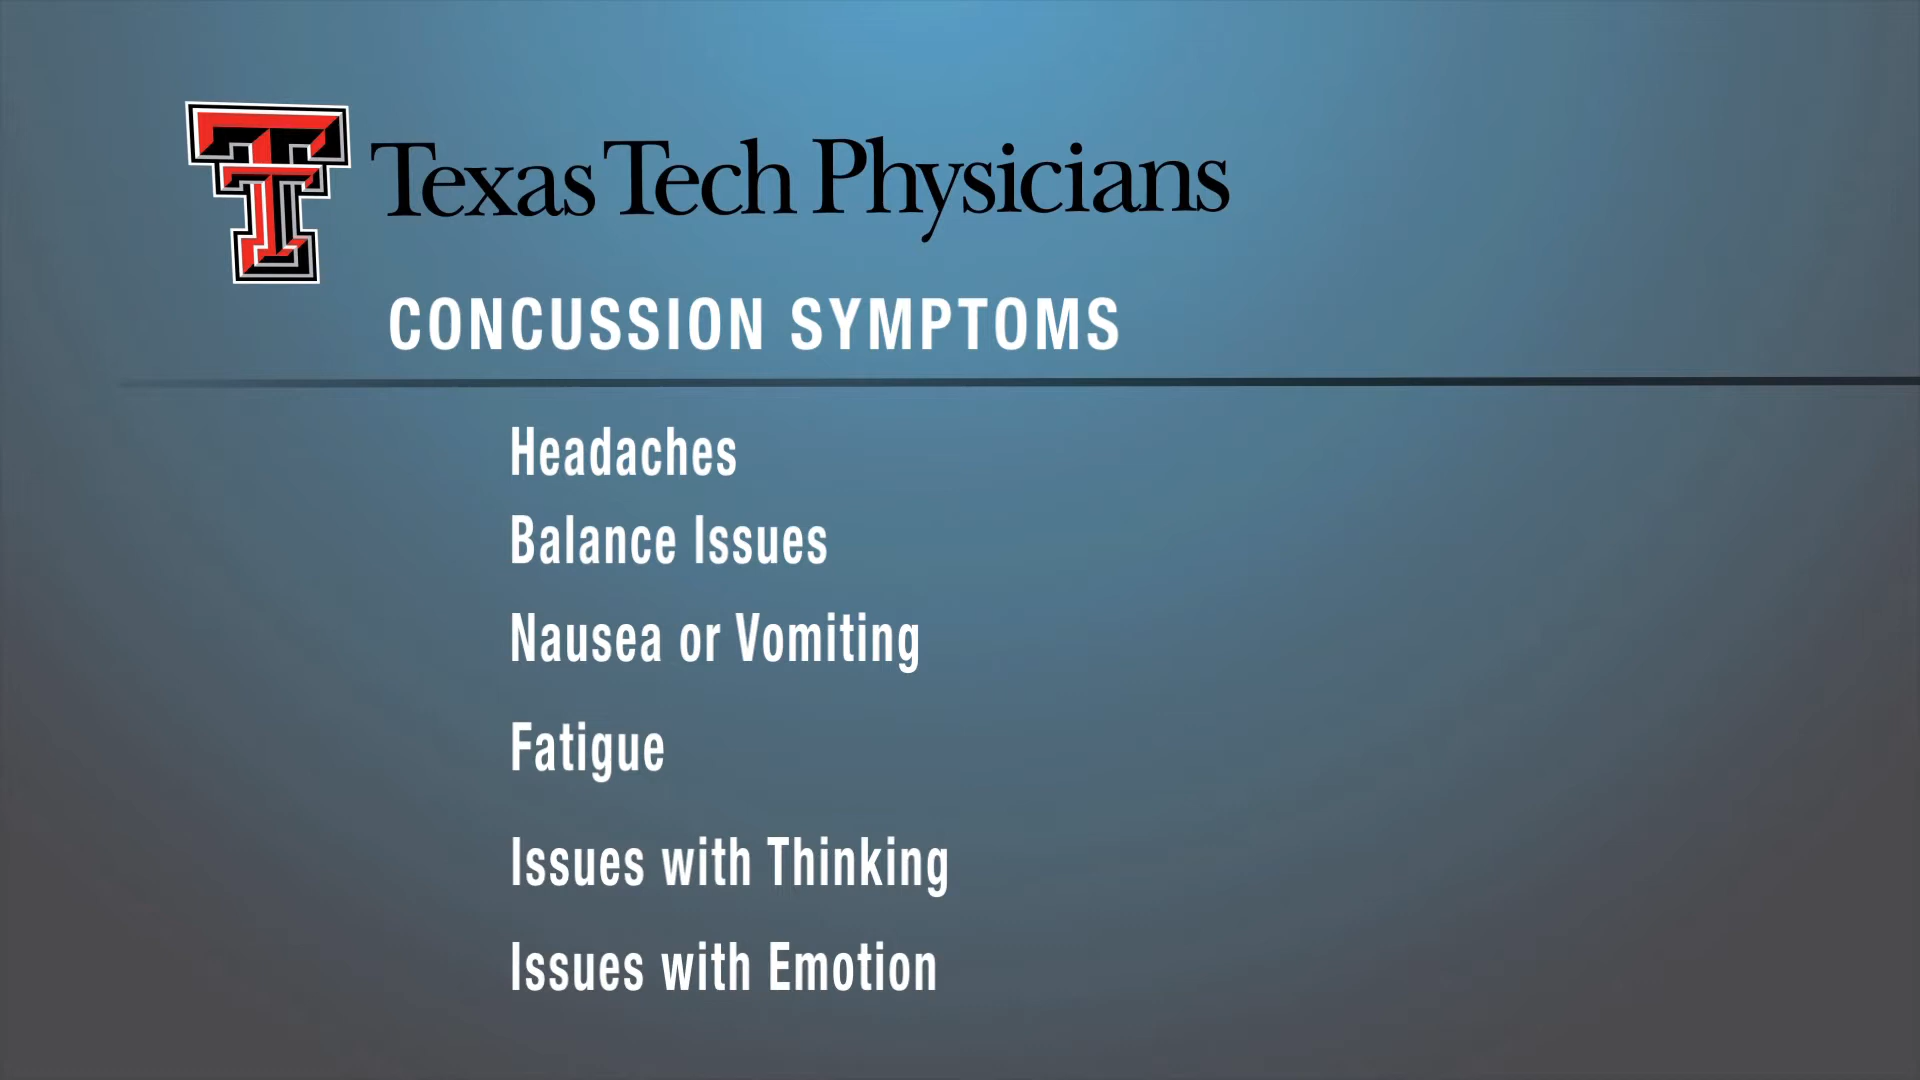 Texas Tech Physicians
CONCUSSION SYMPTOMS
Headaches
Balance Issues
Nausea or Vomiting
Fatigue
Issues with Thinking
Issues with Emotion